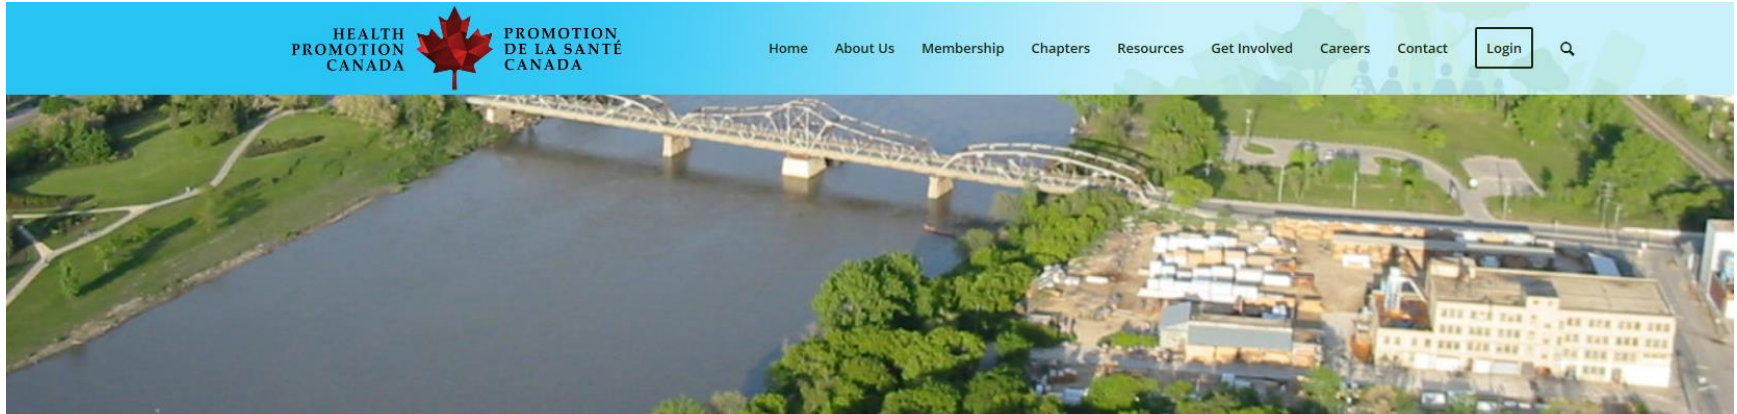 HEALTH
PROMOTION
CANADA
PROMOTION
DE LA SANTÉ
CANADA
Home About Us Membership Chapters Resources Get Involved Careers Contact Login